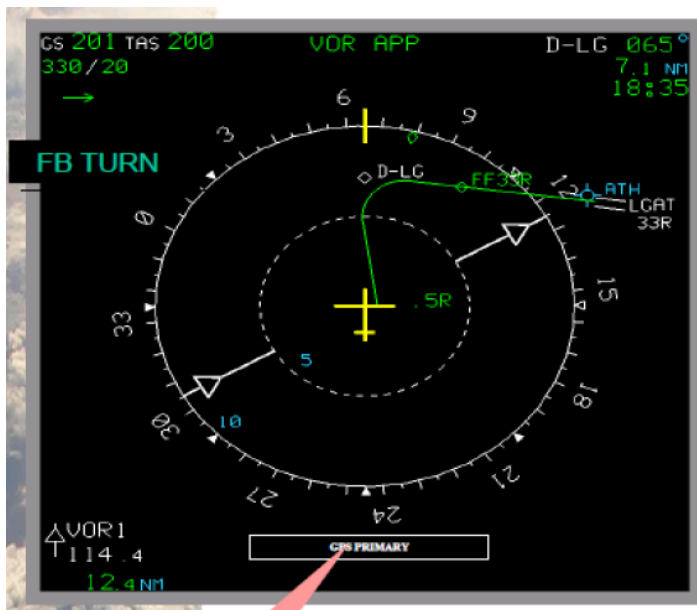 GS 201 TAS 200 VOR APP D-LG 065°
330/20 7.1 NM
18:35
FB TURN
6
9
3
D-LG
FF33R
12
ATH
LGAT
33R
0
.5R
15
33
5
18
30
10
21
27
24
VOR1
114.4
GPS PRIMARY
12.4 NM